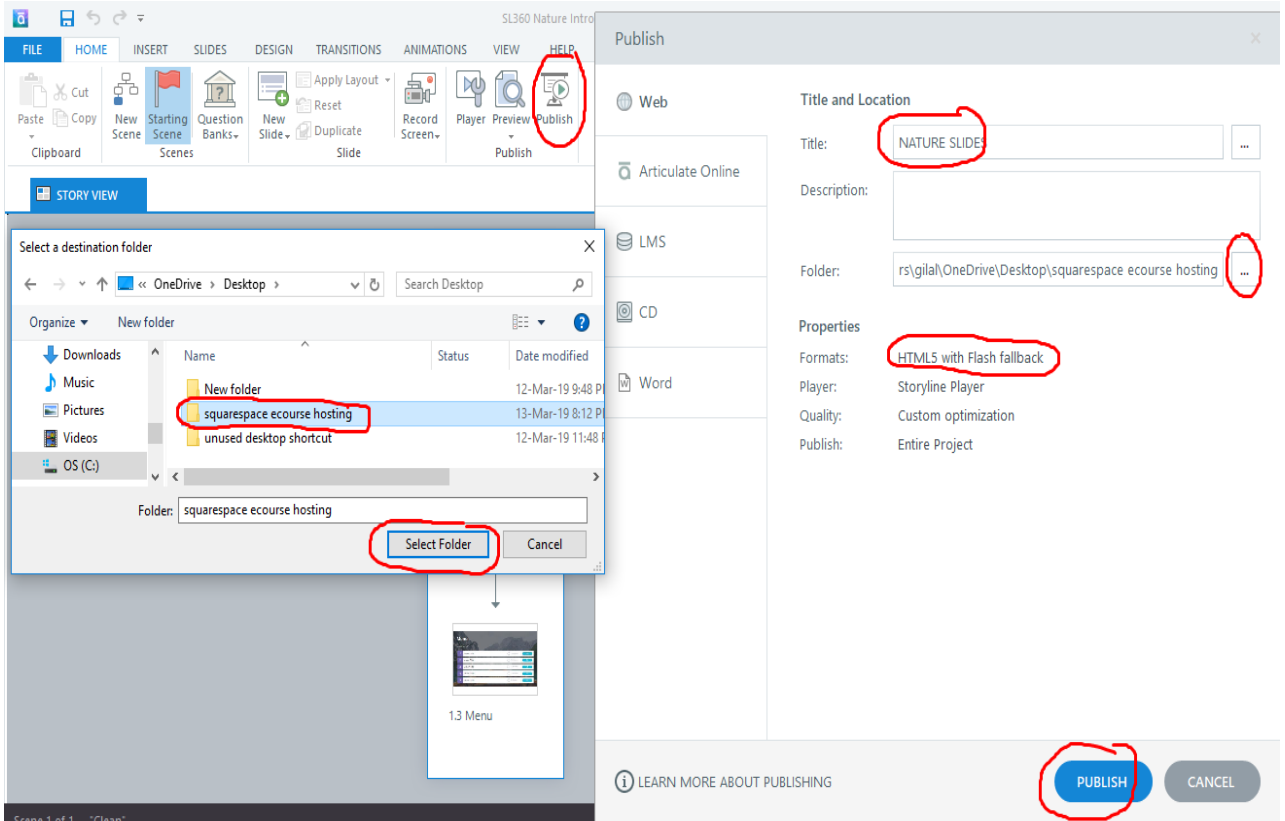 SL360 Nature Intro
FILE HOME INSERT SLIDES DESIGN TRANSITIONS ANIMATIONS VIEW HELP
Paste Cut Copy
Clipboard
New Scene Starting Scene Question Banks
Scenes
New Slide Apply Layout Reset Duplicate Record Screen
Slide
Player Preview Publish
Publish
STORY VIEW
Select a destination folder
« OneDrive › Desktop ›
Search Desktop
Organize New folder
Downloads
Music
Pictures
Videos
OS (C:)
Name Status Date modified
New folder 12-Mar-19 9:48 P
squarespace ecourse hosting 13-Mar-19 8:12 P
unused desktop shortcut 12-Mar-19 11:48
Folder: squarespace ecourse hosting
Select Folder Cancel
1.3 Menu
Scene 1 of 1 "Clean"
Publish
Web
Articulate Online
LMS
CD
Word
Title and Location
Title: NATURE SLIDES ...
Description:
Folder: rs\gilal\OneDrive\Desktop\squarespace ecourse hosting ...
Properties
Formats: HTML5 with Flash fallback
Player: Storyline Player
Quality: Custom optimization
Publish: Entire Project
LEARN MORE ABOUT PUBLISHING
PUBLISH CANCEL